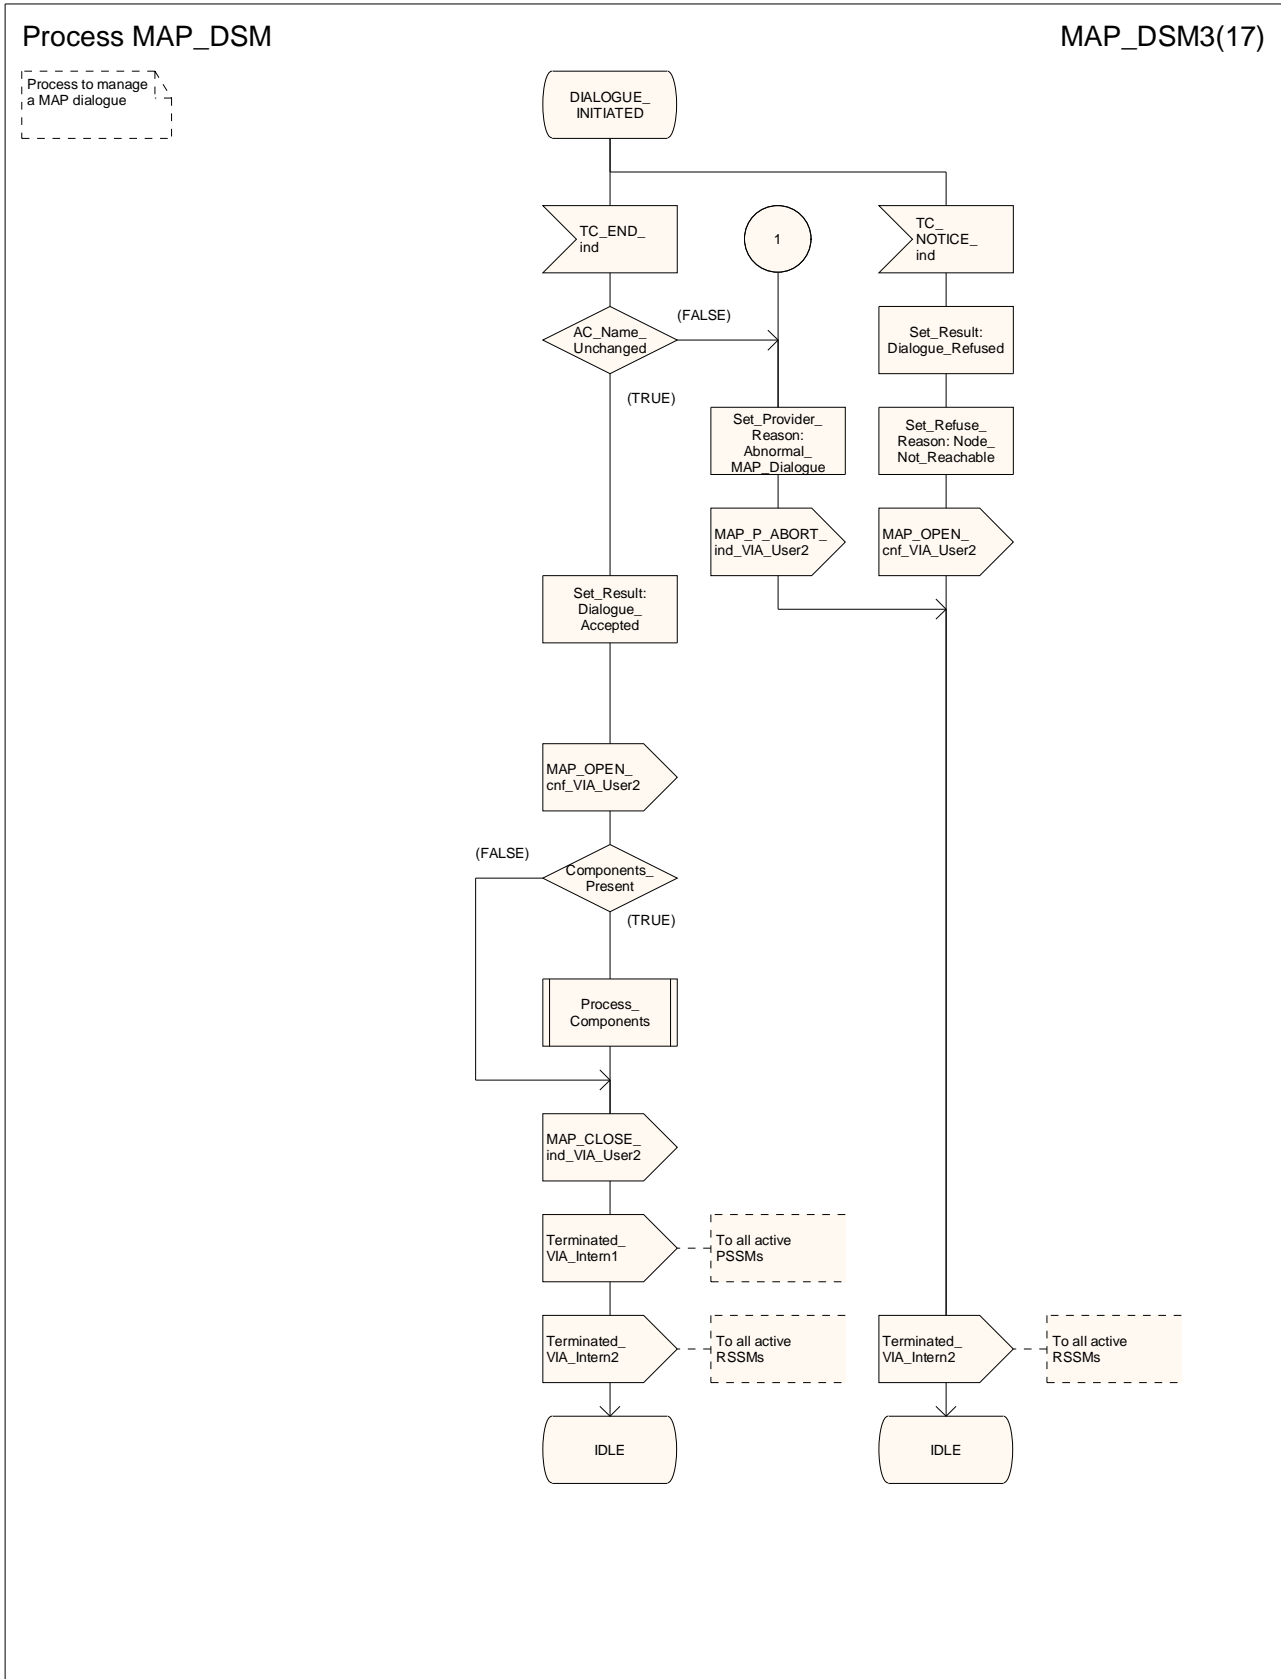 Process MAP_DSM
MAP_DSM3(17)
Process to manage
a MAP dialogue
DIALOGUE_
INITIATED
TC_END_
ind
1
TC_
NOTICE_
ind
AC_Name_
Unchanged
(FALSE)
(TRUE)
Set_Result:
Dialogue_Refused
Set_Provider_
Reason:
Abnormal_
MAP_Dialogue
Set_Refuse_
Reason: Node_
Not_Reachable
MAP_P_ABORT_
ind_VIA_User2
MAP_OPEN_
cnf_VIA_User2
Set_Result:
Dialogue_
Accepted
MAP_OPEN_
cnf_VIA_User2
(FALSE)
Components_
Present
(TRUE)
Process_
Components
MAP_CLOSE_
ind_VIA_User2
Terminated_
VIA_Intern1
To all active
PSSMs
Terminated_
VIA_Intern2
To all active
RSSMs
Terminated_
VIA_Intern2
To all active
RSSMs
IDLE
IDLE